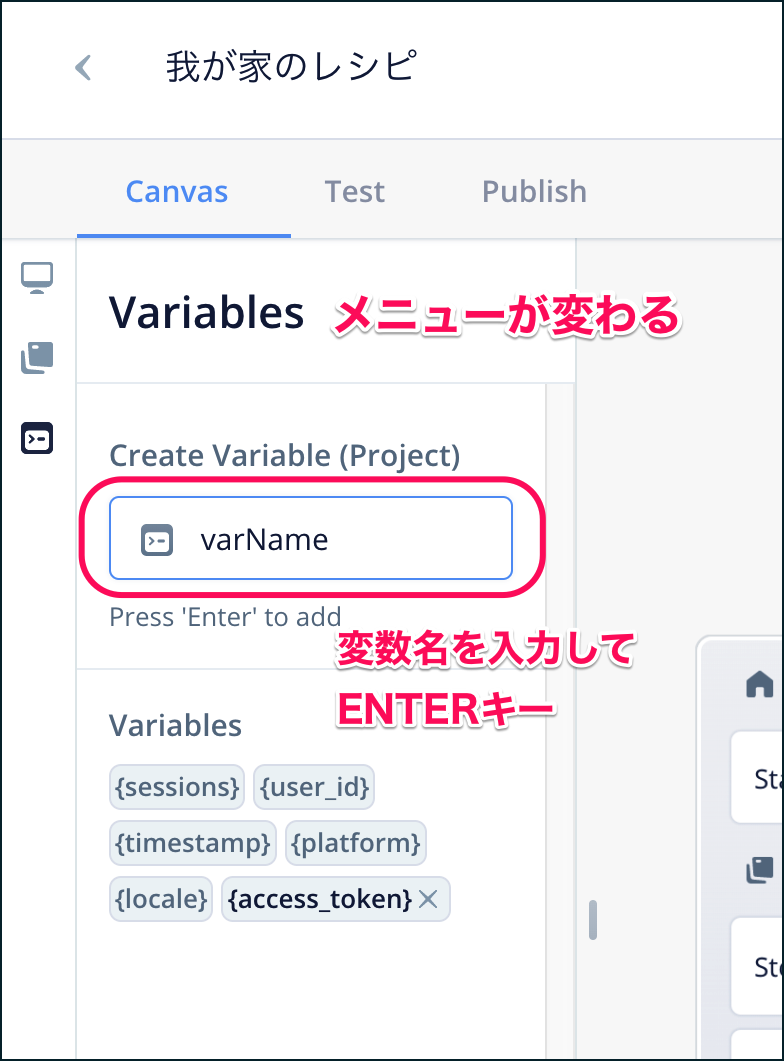 我が家のレシピ
Canvas Test Publish
Variables メニューが変わる
Create Variable (Project)
varName
Press 'Enter' to add
変数名を入力して
ENTERキー
Variables
{sessions} {user_id}
{timestamp} {platform}
{locale} {access_token}